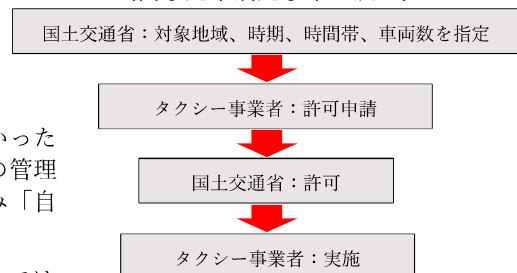 国土交通省：対象地域、時期、時間帯、車両数を指定
タクシー事業者：許可申請
いった
の管理
み「自
国土交通省：許可
タクシー事業者：実施